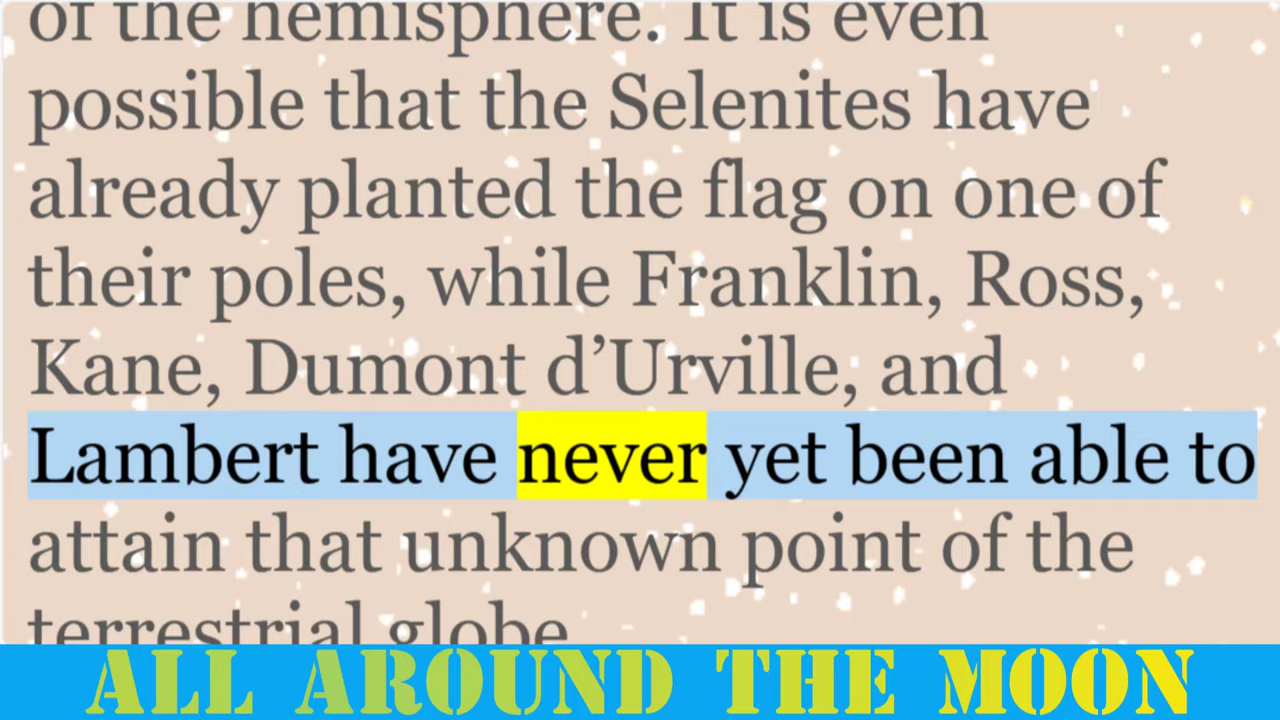 of the hemisphere. It is even
possible that the Selenites have
already planted the flag on one of
their poles, while Franklin, Ross,
Kane, Dumont d’Urville, and
Lambert have never yet been able to
attain that unknown point of the
terrestrial globe.
ALL AROUND THE MOON